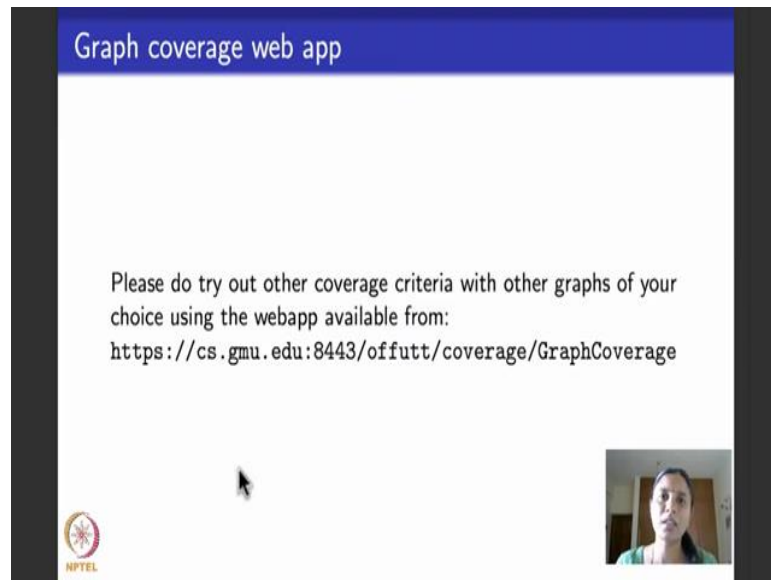 Graph coverage web app
Please do try out other coverage criteria with other graphs of your
choice using the webapp available from:
https://cs.gmu.edu:8443/offutt/coverage/GraphCoverage
NPTEL